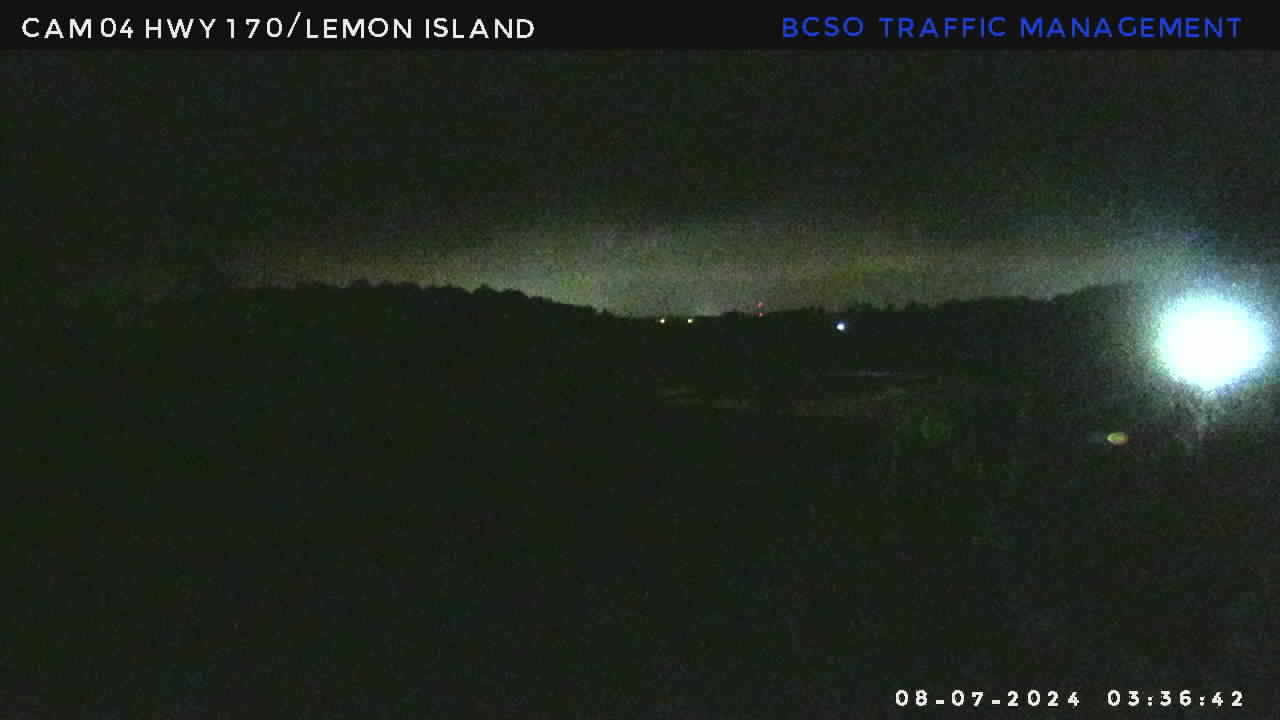 CAM04 HWY 170/LEMON ISLAND
BCSO TRAFFIC MANAGEMENT
08-07-2024 03:36:42